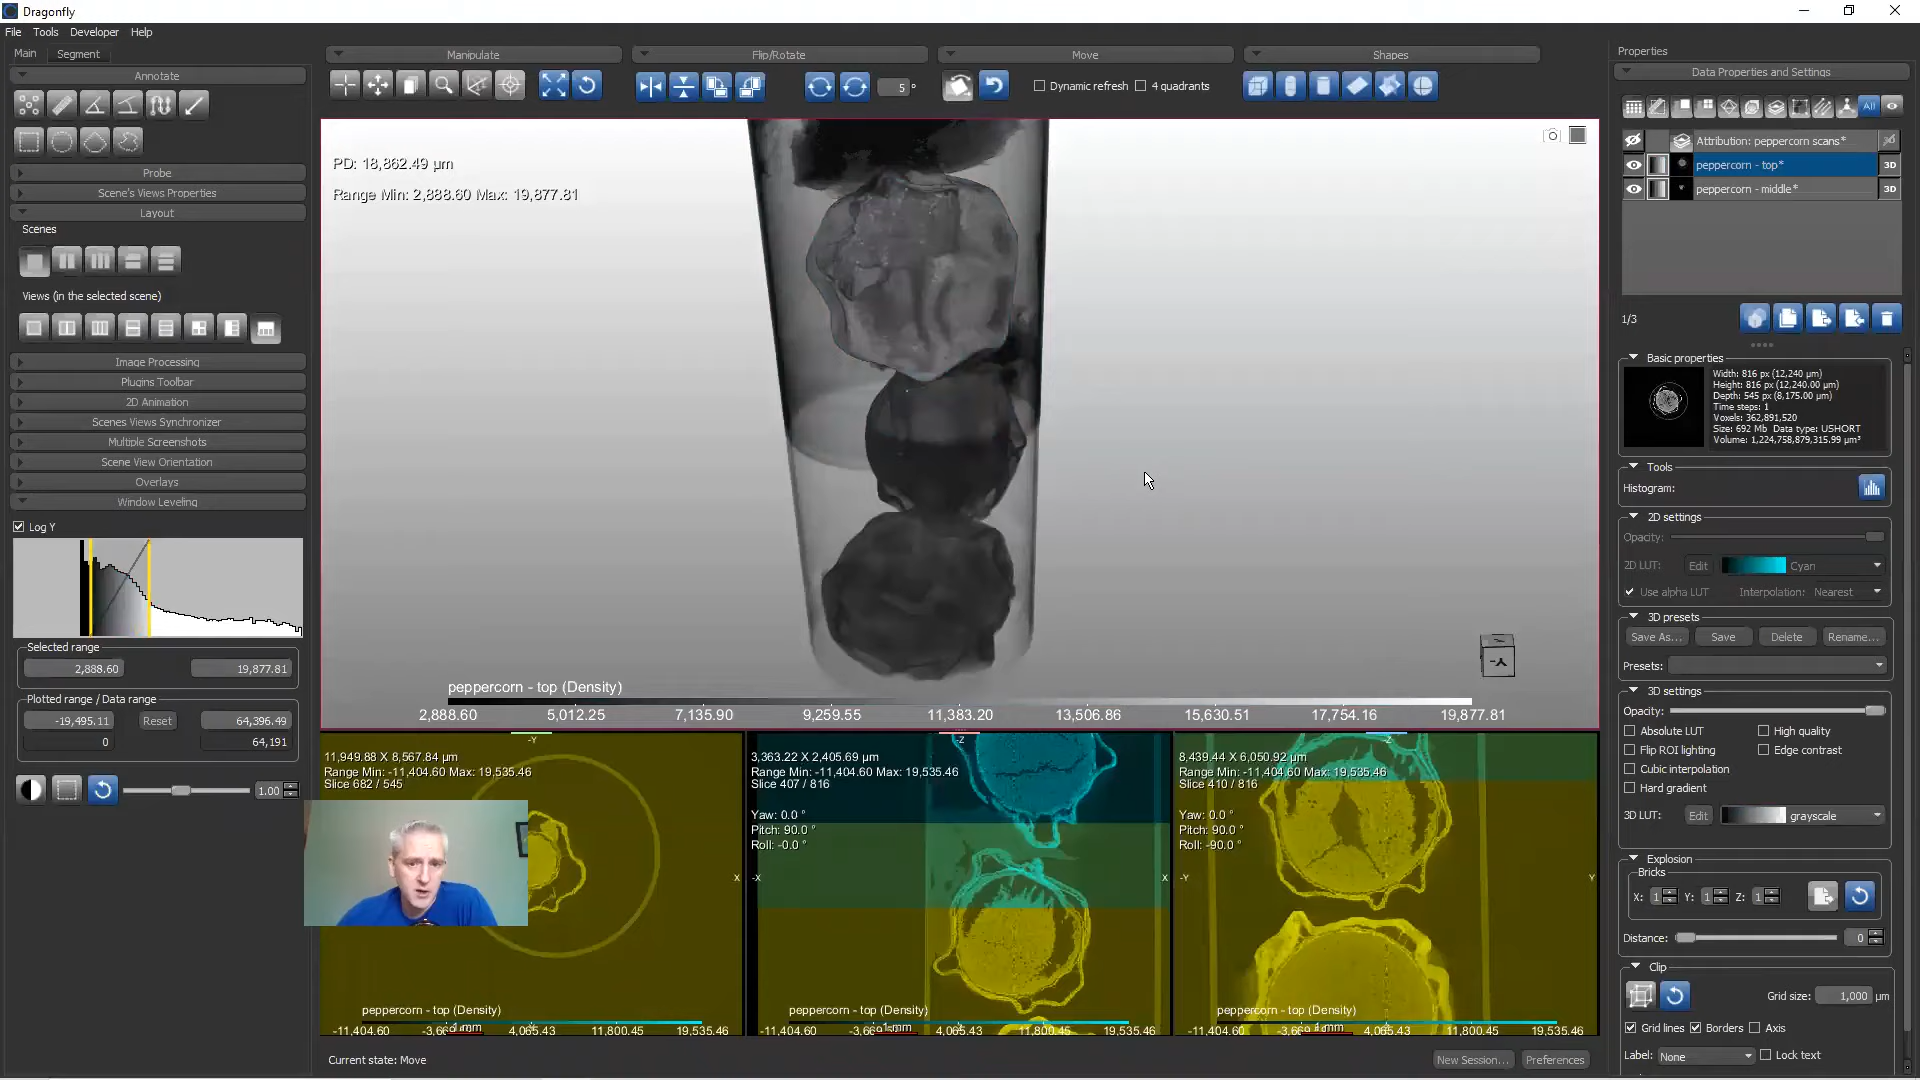 Dragonfly
File Tools Developer Help
Main Segment
Manipulate
Flip/Rotate
Move
Shapes
5 °
Dynamic refresh
4 quadrants
Annotate
Probe
Scene's Views Properties
Layout
Scenes
Views (in the selected scene)
Image Processing
Plugins Toolbar
2D Animation
Scenes Views Synchronizer
Multiple Screenshots
Scene View Orientation
Overlays
Window Leveling
Log Y
Selected range
2,888.60 19,877.81
Plotted range / Data range
-19,495.11 Reset 64,396.49
0 64,191
1.00
PD: 18,862.49 µm
Range Min: 2,888.60 Max: 19,877.81
-Y
peppercorn - top (Density)
2,888.60 5,012.25 7,135.90 9,259.55 11,383.20 13,506.86 15,630.51 17,754.16 19,877.81
-Y
11,949.88 X 8,567.84 µm
Range Min: -11,404.60 Max: 19,535.46
Slice 682 / 545
X
peppercorn - top (Density)
-11,404.60 4,065.43 11,800.45 19,535.46
1 mm
-Z
3,363.22 X 2,405.69 µm
Range Min: -11,404.60 Max: 19,535.46
Slice 407 / 816
Yaw: 0.0 °
Pitch: 90.0 °
Roll: -0.0 °
-X X
peppercorn - top (Density)
-11,404.60 4,065.43 11,800.45 19,535.46
-Z
8,439.44 X 6,050.92 µm
Range Min: -11,404.60 Max: 19,535.46
Slice 410 / 816
Yaw: 0.0 °
Pitch: 90.0 °
Roll: -90.0 °
-Y Y
peppercorn - top (Density)
-11,404.60 4,065.43 11,800.45 19,535.46
1 mm
Current state: Move
New Session... Preferences
Properties
Data Properties and Settings
All
Attribution: peppercorn scans*
peppercorn - top* 3D
peppercorn - middle* 3D
1/3
Basic properties
Width: 816 px (12,240 µm)
Height: 816 px (12,240.00 µm)
Depth: 545 px (8,175.00 µm)
Time steps: 1
Voxels: 362,891,520
Size: 692 Mb Data type: USHORT
Volume: 1,224,758,879,315.99 µm³
Tools
Histogram:
2D settings
Opacity:
2D LUT: Edit Cyan
Use alpha LUT Interpolation: Nearest
3D presets
Save As... Save Delete Rename...
Presets:
3D settings
Opacity:
Absolute LUT High quality
Flip ROI lighting Edge contrast
Cubic interpolation
Hard gradient
3D LUT: Edit grayscale
Explosion
Bricks
X: 1 Y: 1 Z: 1
Distance: 0
Clip
Grid size: 1,000 µm
Grid lines Borders Axis
Label: None Lock text